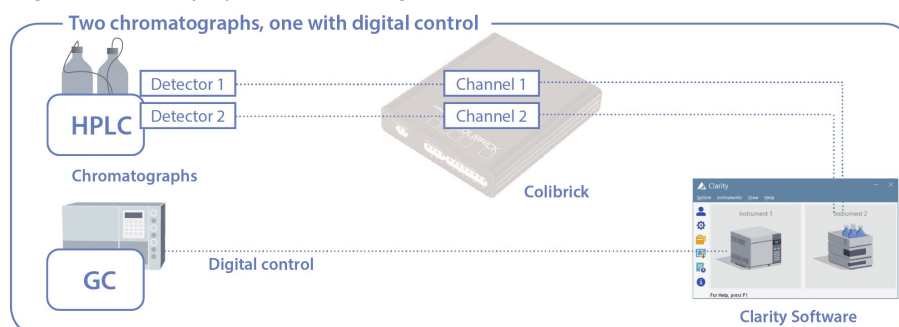 Two chromatographs, one with digital control
Detector 1
Channel 1
Detector 2
Channel 2
HPLC
Chromatographs
Colibrick
Clarity
System Instruments View Help
Instrument 1
Instrument 2
Digital control
GC
For Help, press F1
Clarity Software